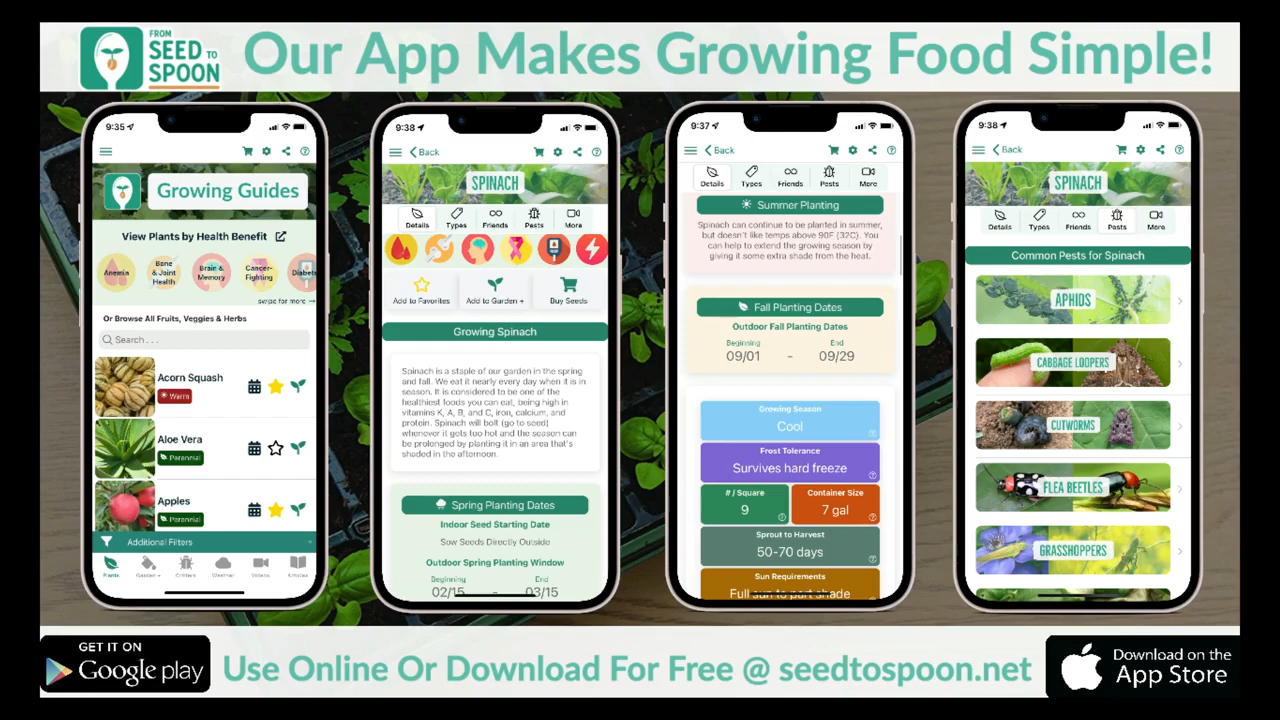 FROM
SEED TO
SPOON
Our App Makes Growing Food Simple!
9:35
Growing Guides
View Plants by Health Benefit
Anemia
Bone
& Joint
Health
Brain &
Memory
Cancer-
Fighting
Diabet
swipe for more →
Or Browse All Fruits, Veggies & Herbs
Search . . .
Acorn Squash
Warm
Aloe Vera
Perennial
Apples
Perennial
Additional Filters
Plants
Garden
Critters
Weather
Videos
Articles
9:38
Back
SPINACH
Details
Types
Friends
Pests
More
Add to Favorites
Add to Garden +
Buy Seeds
Growing Spinach
Spinach is a staple of our garden in the spring
and fall. We eat it nearly every day when it is in
season. It is considered to be one of the
healthiest foods you can eat, being high in
vitamins K, A, B, and C, iron, calcium, and
protein. Spinach will bolt (go to seed)
whenever it gets too hot and the season can
be prolonged by planting it in an area that's
shaded in the afternoon.
Spring Planting Dates
Indoor Seed Starting Date
Sow Seeds Directly Outside
Outdoor Spring Planting Window
Beginning
End
02/15 - 03/15
9:37
Back
Details
Types
Friends
Pests
More
Summer Planting
Spinach can continue to be planted in summer,
but doesn't like temps above 90F (32C). You
can help to extend the growing season by
giving it some extra shade from the heat.
Fall Planting Dates
Outdoor Fall Planting Dates
Beginning
End
09/01 - 09/29
Growing Season
Cool
Frost Tolerance
Survives hard freeze
# / Square
9
Container Size
7 gal
Sprout to Harvest
50-70 days
Sun Requirements
Full sun to part shade
9:38
Back
SPINACH
Details
Types
Friends
Pests
More
Common Pests for Spinach
APHIDS
CABBAGE LOOPERS
CUTWORMS
FLEA BEETLES
GRASSHOPPERS
GET IT ON
Google play
Use Online Or Download For Free @ seedtospoon.net
Download on the
App Store